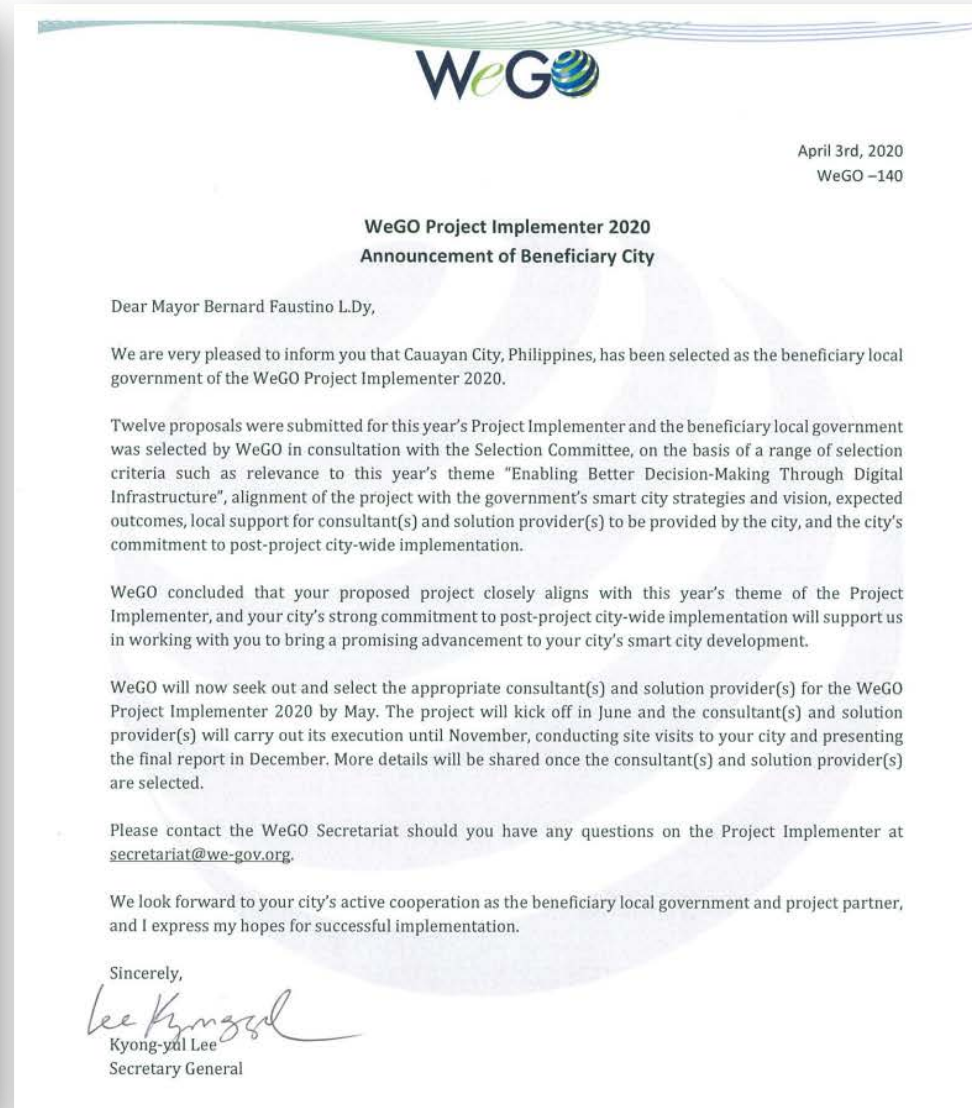 WeGO
April 3rd, 2020
WeGO –140
WeGO Project Implementer 2020
Announcement of Beneficiary City
Dear Mayor Bernard Faustino L.Dy,
We are very pleased to inform you that Cauayan City, Philippines, has been selected as the beneficiary local
government of the WeGO Project Implementer 2020.
Twelve proposals were submitted for this year's Project Implementer and the beneficiary local government
was selected by WeGO in consultation with the Selection Committee, on the basis of a range of selection
criteria such as relevance to this year's theme "Enabling Better Decision-Making Through Digital
Infrastructure", alignment of the project with the government's smart city strategies and vision, expected
outcomes, local support for consultant(s) and solution provider(s) to be provided by the city, and the city's
commitment to post-project city-wide implementation.
WeGO concluded that your proposed project closely aligns with this year's theme of the Project
Implementer, and your city's strong commitment to post-project city-wide implementation will support us
in working with you to bring a promising advancement to your city's smart city development.
WeGO will now seek out and select the appropriate consultant(s) and solution provider(s) for the WeGO
Project Implementer 2020 by May. The project will kick off in June and the consultant(s) and solution
provider(s) will carry out its execution until November, conducting site visits to your city and presenting
the final report in December. More details will be shared once the consultant(s) and solution provider(s)
are selected.
Please contact the WeGO Secretariat should you have any questions on the Project Implementer at
secretariat@we-gov.org.
We look forward to your city's active cooperation as the beneficiary local government and project partner,
and I express my hopes for successful implementation.
Sincerely,
Lee Kyongyul
Kyong-yul Lee
Secretary General